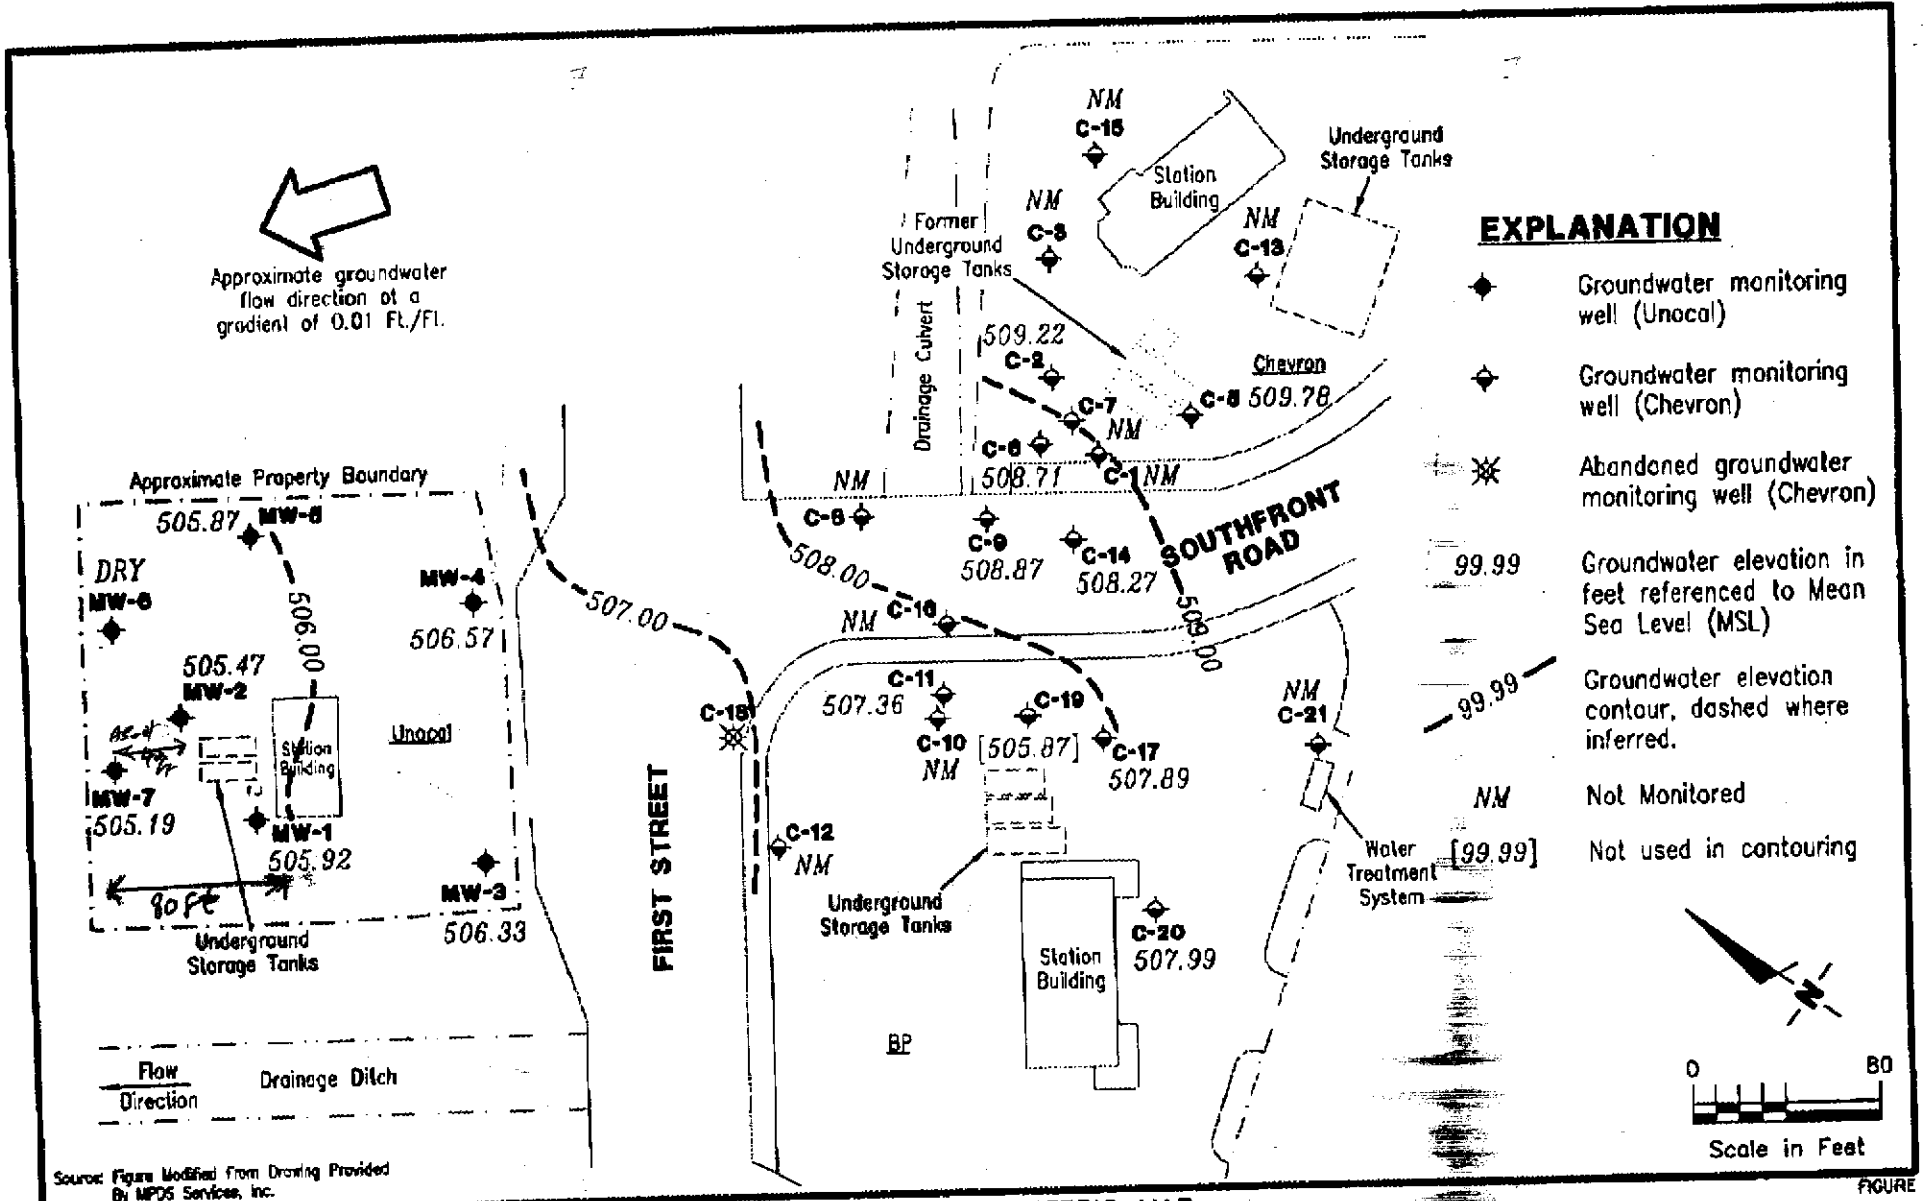 NM
C-15
Underground
Storage Tanks
Station
Building
NM
C-3
NM
C-13
Former
Underground
Storage Tanks
Drainage Culvert
Approximate groundwater
flow direction at a
gradient of 0.01 Ft./Ft.
509.22
C-2
Chevron
C-7
NM
C-5 509.78
C-6
508.71
C-1 NM
SOUTHFRONT
ROAD
NM
C-8
C-9
508.87
C-14
508.27
508.00
509.00
Approximate Property Boundary
505.87
DRY
MW-6
MW-4
506.57
506.00
507.00
505.47
MW-2
Station
Building
Unocal
MW-7
505.19
MW-1
505.92
MW-3
506.33
90 ft
Underground
Storage Tanks
NM
C-16
C-11
507.36
C-10
NM
C-19
[505.87]
C-17
507.89
C-18
C-12
NM
FIRST STREET
NM
C-21
Water
Treatment
System
Underground
Storage Tanks
Station
Building
C-20
507.99
BP
Flow
Direction
Drainage Ditch
EXPLANATION
Groundwater monitoring
well (Unocal)
Groundwater monitoring
well (Chevron)
Abandoned groundwater
monitoring well (Chevron)
99.99
Groundwater elevation in
feet referenced to Mean
Sea Level (MSL)
99.99
Groundwater elevation
contour, dashed where
inferred.
NM
Not Monitored
[99.99]
Not used in contouring
N
0 80
Scale in Feet
Source: Figure Modified From Drawing Provided
By MPDS Services, Inc.
FIGURE